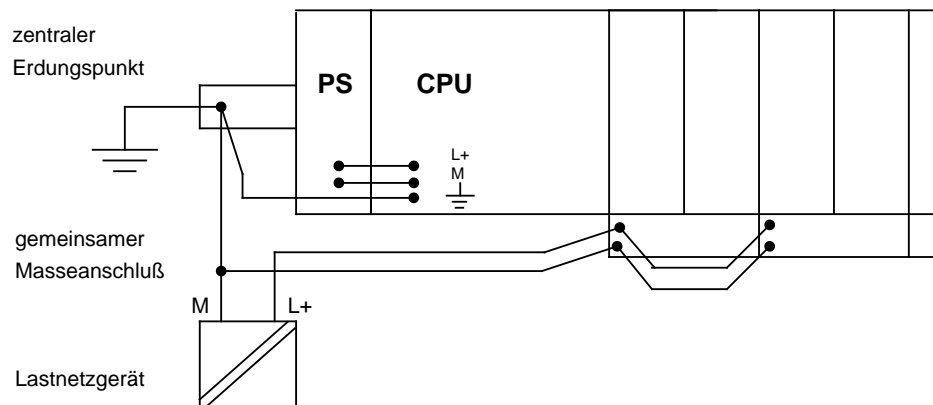 zentraler
Erdungspunkt
PS
CPU
L+
M
gemeinsamer
Masseanschluß
M
L+
Lastnetzgerät